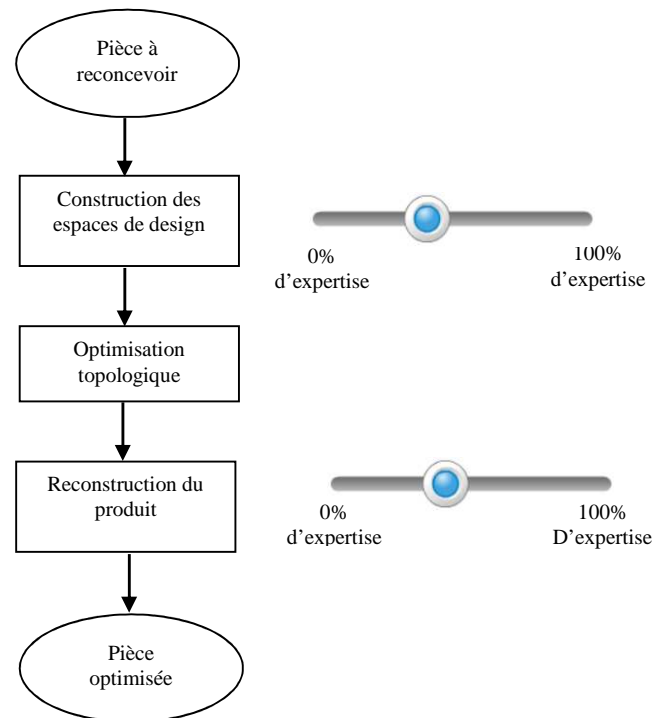 Pièce à
reconcevoir
Construction des
espaces de design
0%
d'expertise
100%
d'expertise
Optimisation
topologique
Reconstruction du
produit
0%
d'expertise
100%
D'expertise
Pièce
optimisée